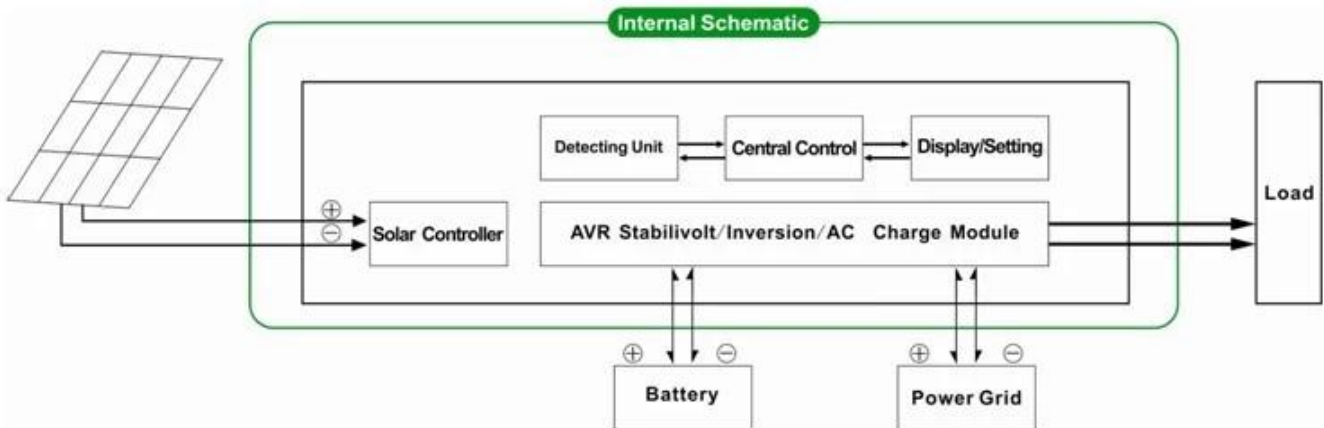 Internal Schematic
Detecting Unit
Central Control
Display/Setting
Load
+
−
Solar Controller
AVR Stabilivolt/Inversion/AC Charge Module
+ −
+ −
Battery
Power Grid